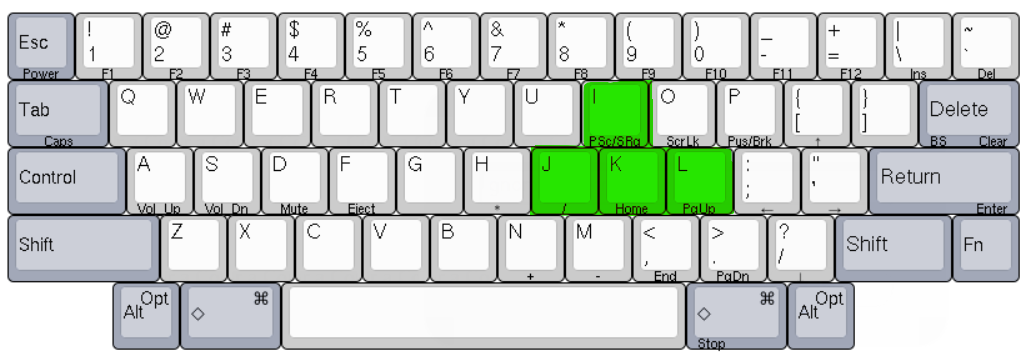 Esc ! 1 @ 2 # 3 $ 4 % 5 ^ 6 & 7 * 8 ( 9 ) 0 _ - + = | \ ~ `
Power F1 F2 F3 F4 F5 F6 F7 F8 F9 F10 F11 F12 Ins Del
Tab Q W E R T Y U I O P { [ } ] Delete
Caps PSc/SRq ScrLk Pus/Brk ↑ BS Clear
Control A S D F G H J K L : ; " ' Return
Vol_Up Vol_Dn Mute Eject * / Home PgUp ← → Enter
Shift Z X C V B N M < , > . ? / Shift Fn
+ - End PgDn ↓
Alt Opt ◇ ⌘ ◇ ⌘ Alt Opt
Stop